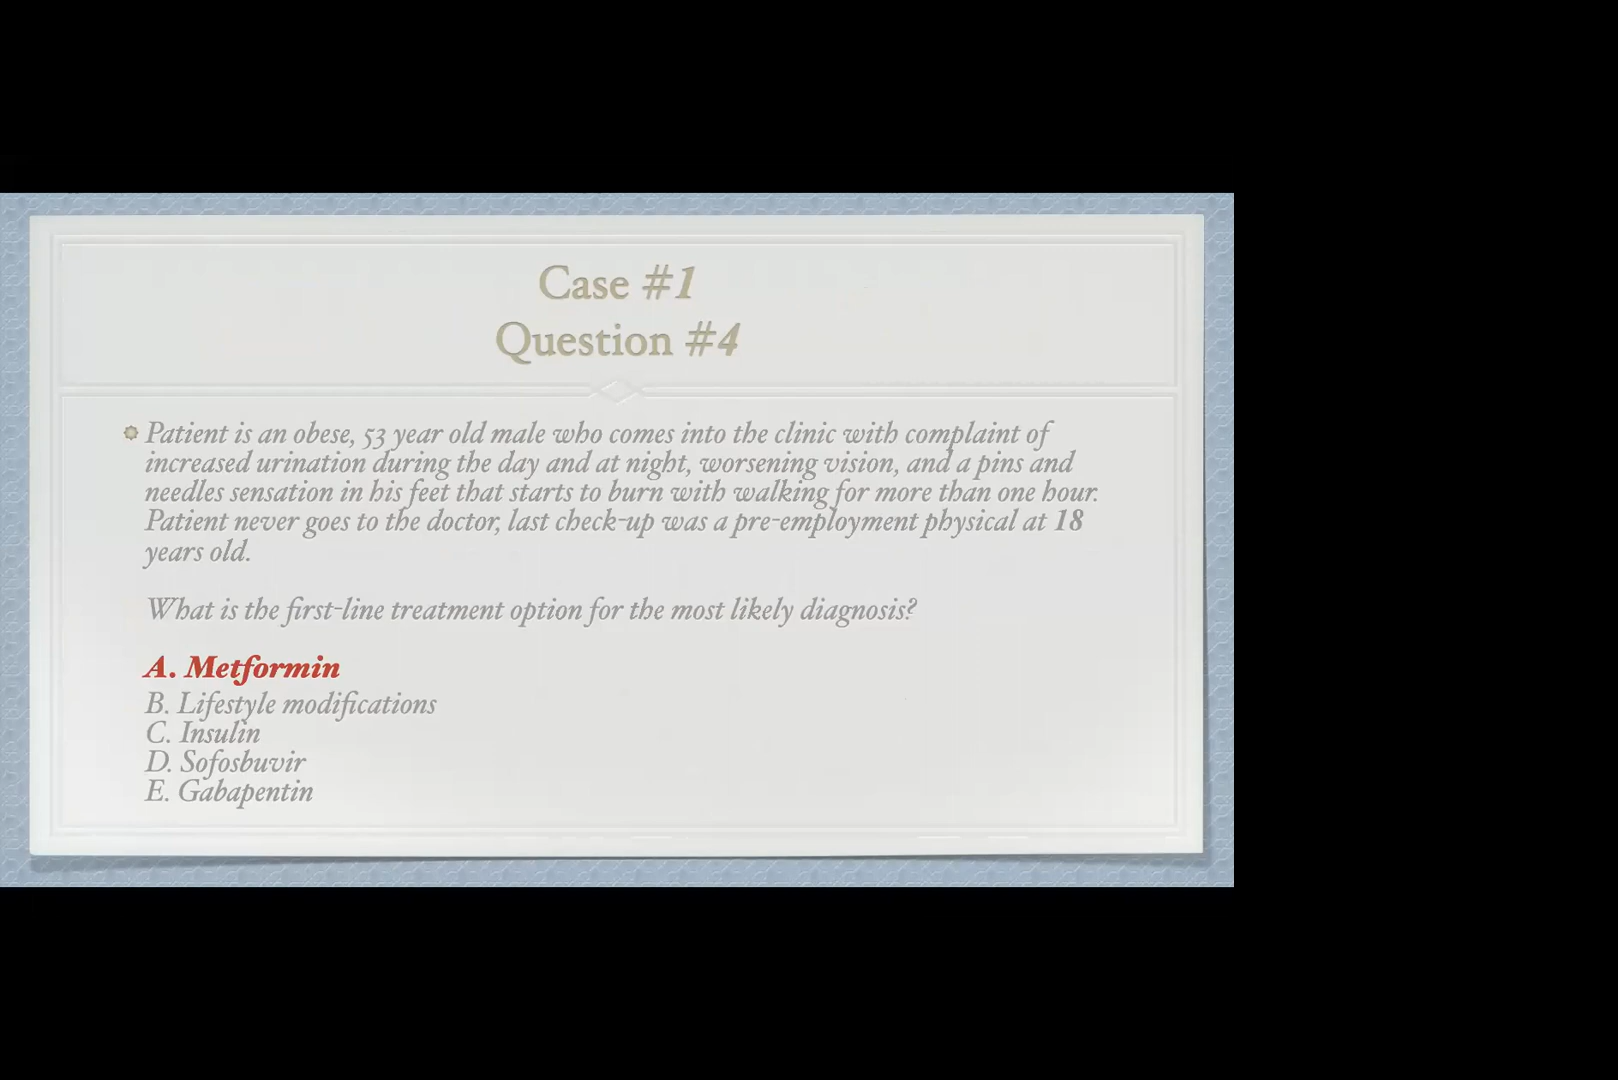 Case #1
Question #4
Patient is an obese, 53 year old male who comes into the clinic with complaint of
increased urination during the day and at night, worsening vision, and a pins and
needles sensation in his feet that starts to burn with walking for more than one hour.
Patient never goes to the doctor, last check-up was a pre-employment physical at 18
years old.
What is the first-line treatment option for the most likely diagnosis?
A. Metformin
B. Lifestyle modifications
C. Insulin
D. Sofosbuvir
E. Gabapentin